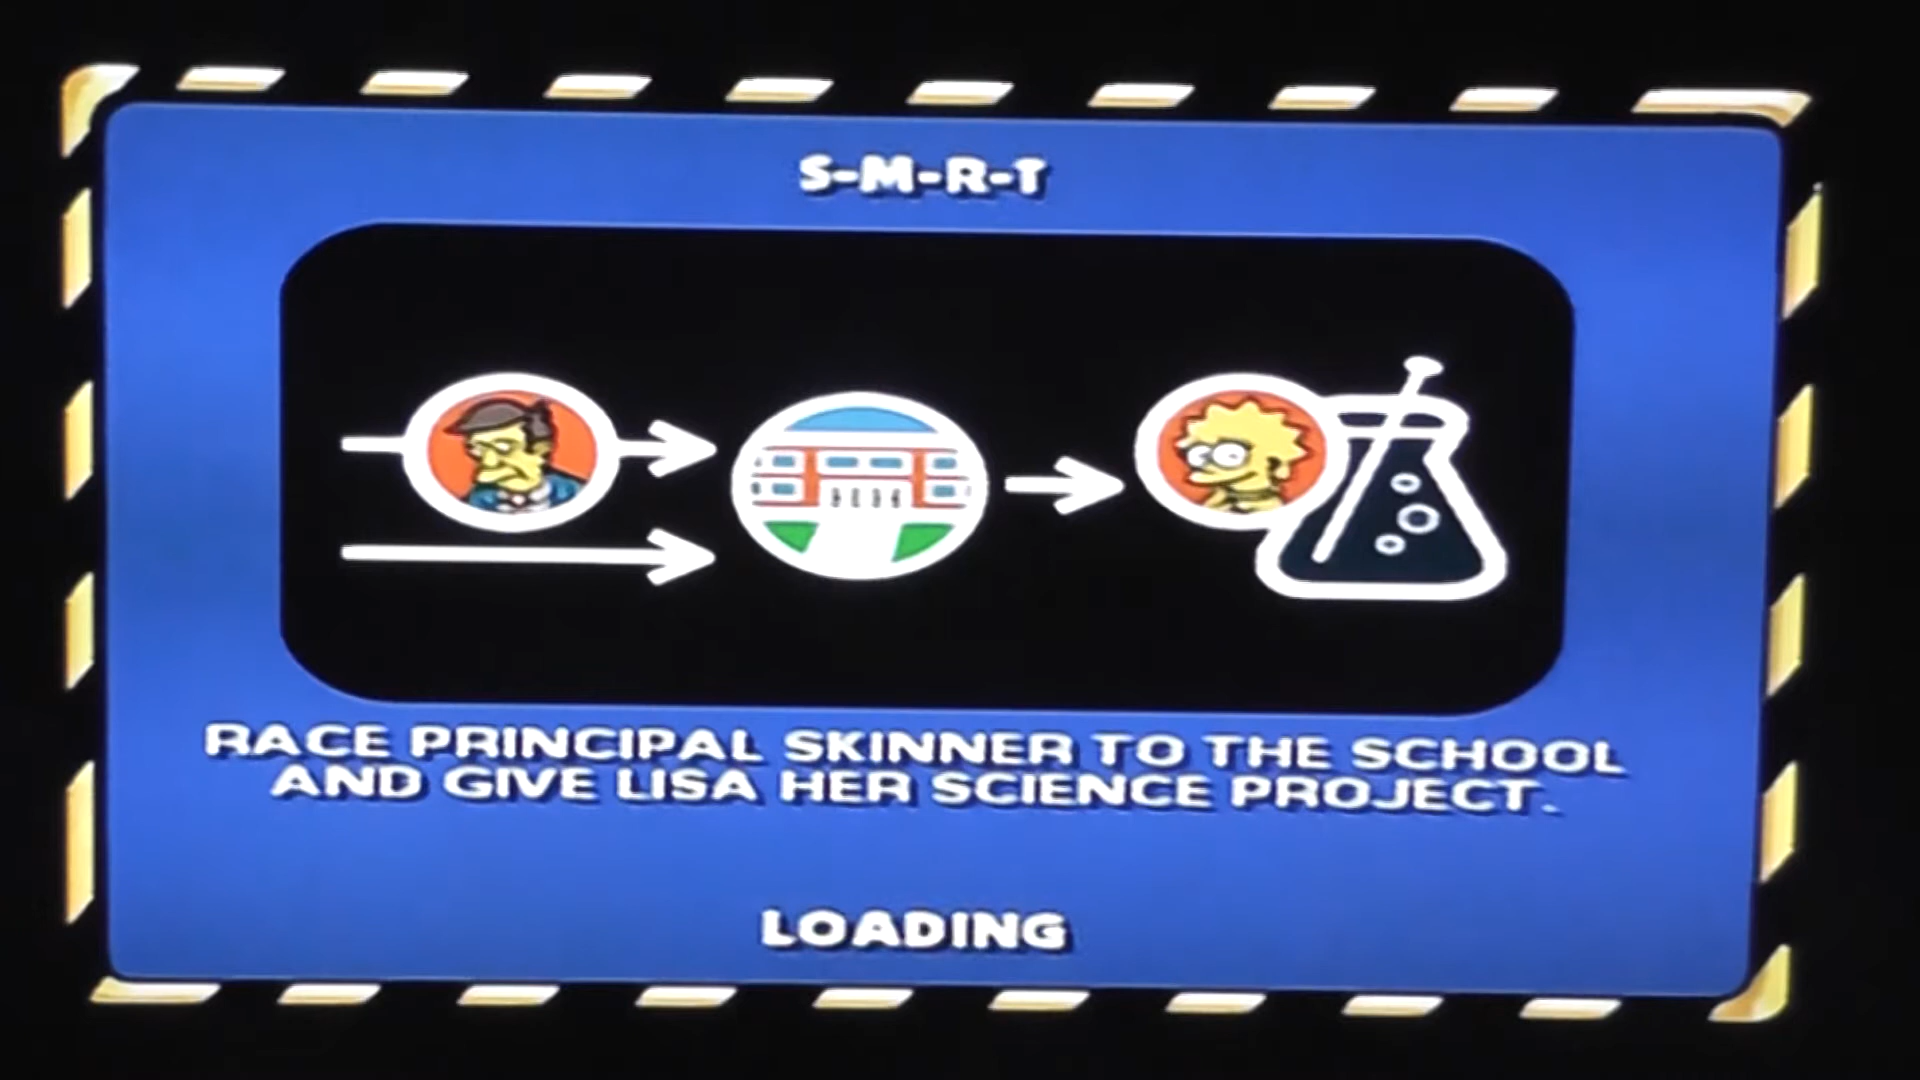 S-M-R-T
RACE PRINCIPAL SKINNER TO THE SCHOOL
AND GIVE LISA HER SCIENCE PROJECT.
LOADING